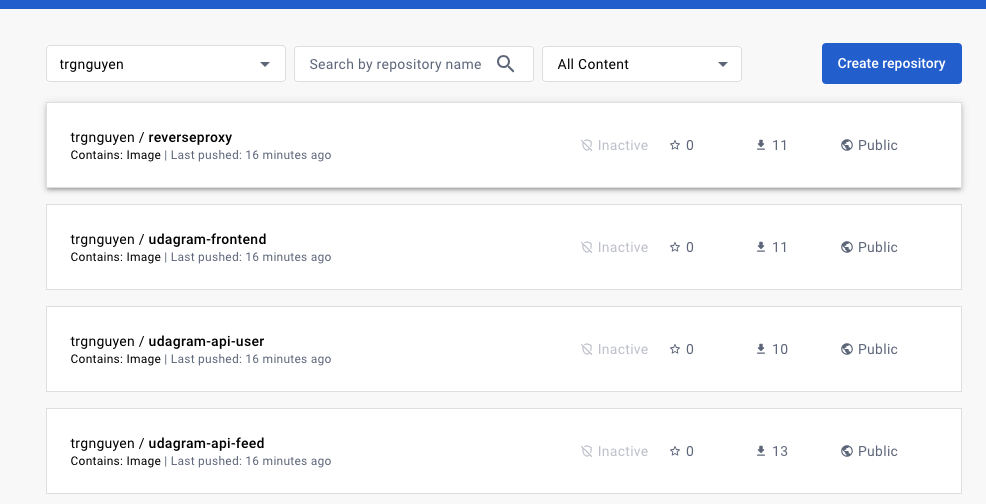 trgnguyen
Search by repository name
All Content
Create repository
trgnguyen / reverseproxy
Contains: Image | Last pushed: 16 minutes ago
Inactive
0
11
Public
trgnguyen / udagram-frontend
Contains: Image | Last pushed: 16 minutes ago
Inactive
0
11
Public
trgnguyen / udagram-api-user
Contains: Image | Last pushed: 16 minutes ago
Inactive
0
10
Public
trgnguyen / udagram-api-feed
Contains: Image | Last pushed: 16 minutes ago
Inactive
0
13
Public